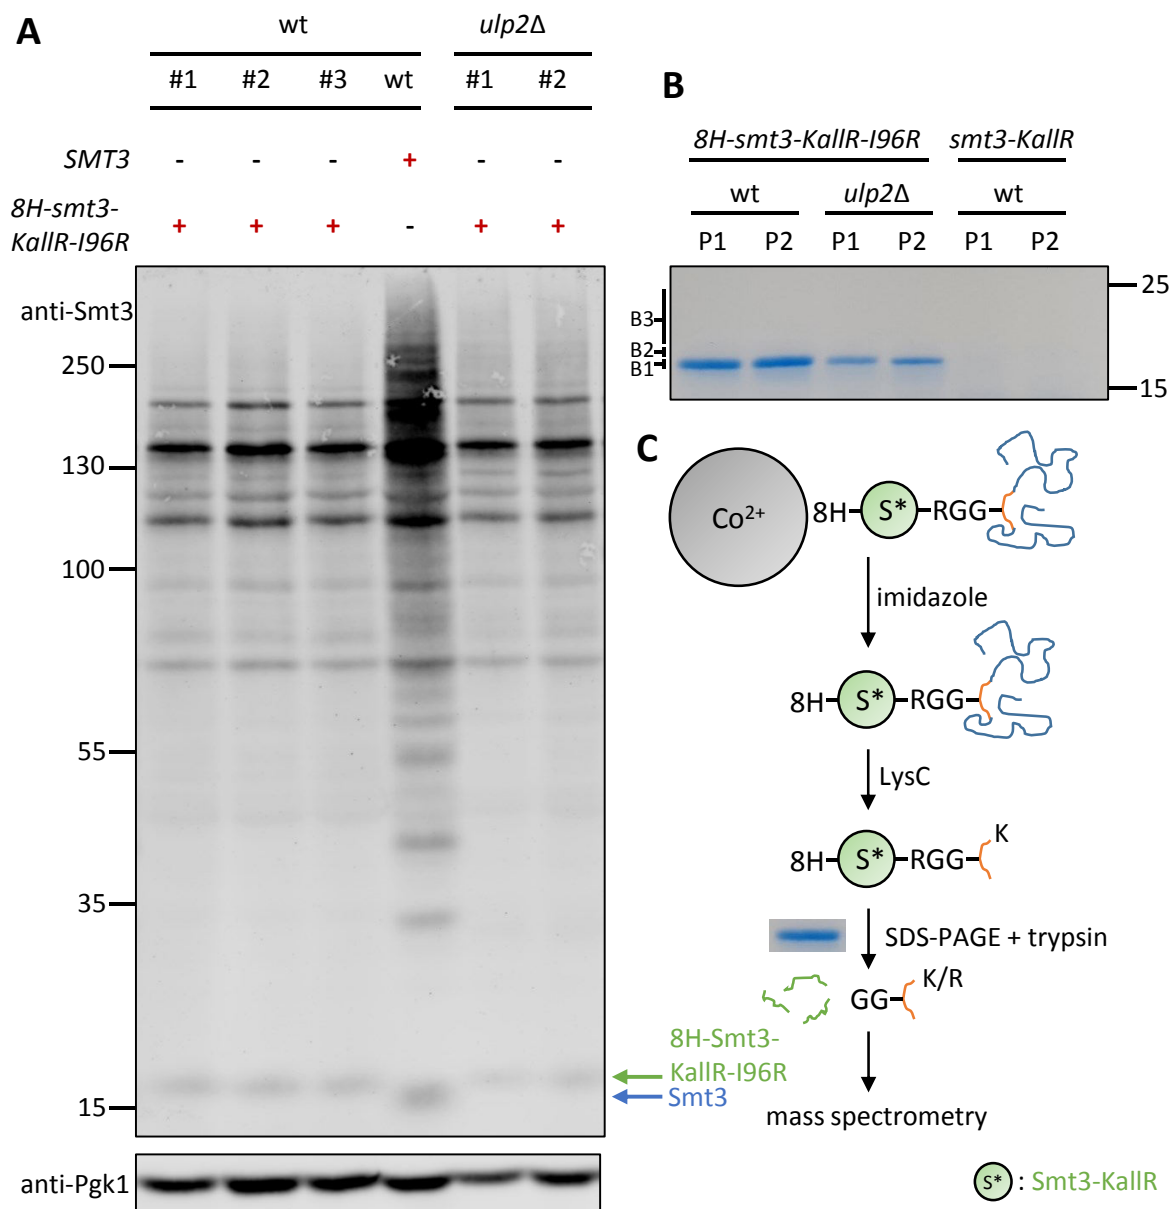 A
wt
ulp2Δ
#1 #2 #3 wt #1 #2
SMT3 - - - + - -
8H-smt3-
KallR-I96R + + + - + +
anti-Smt3
250
130
100
55
35
15
8H-Smt3-
KallR-I96R
Smt3
anti-Pgk1
B
8H-smt3-KallR-I96R smt3-KallR
wt ulp2Δ wt
P1 P2 P1 P2 P1 P2
B3
B2
B1
25
15
C
Co2+ 8H S* RGG
imidazole
8H S* RGG
LysC
K
8H S* RGG
SDS-PAGE + trypsin
K/R
GG
mass spectrometry
S* : Smt3-KallR